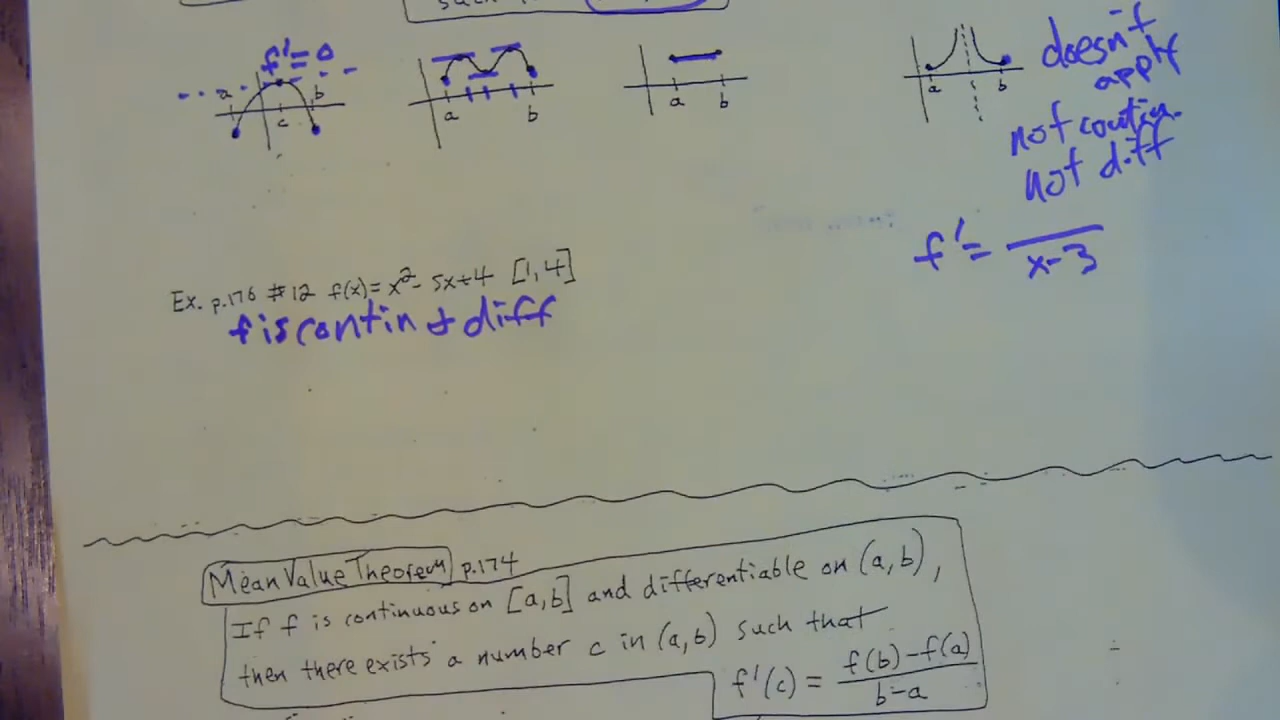 such
f' = 0
a
b
c
a
b
a
b
a
b
doesn't
apply
not contin.
not diff
f' =
x-3
Ex. p.176 #12 f(x) = x² - 5x + 4 [1, 4]
f is contin + diff
Mean Value Theorem p.174
If f is continuous on [a, b] and differentiable on (a, b),
then there exists a number c in (a, b) such that
f'(c) = f(b) - f(a)
b - a